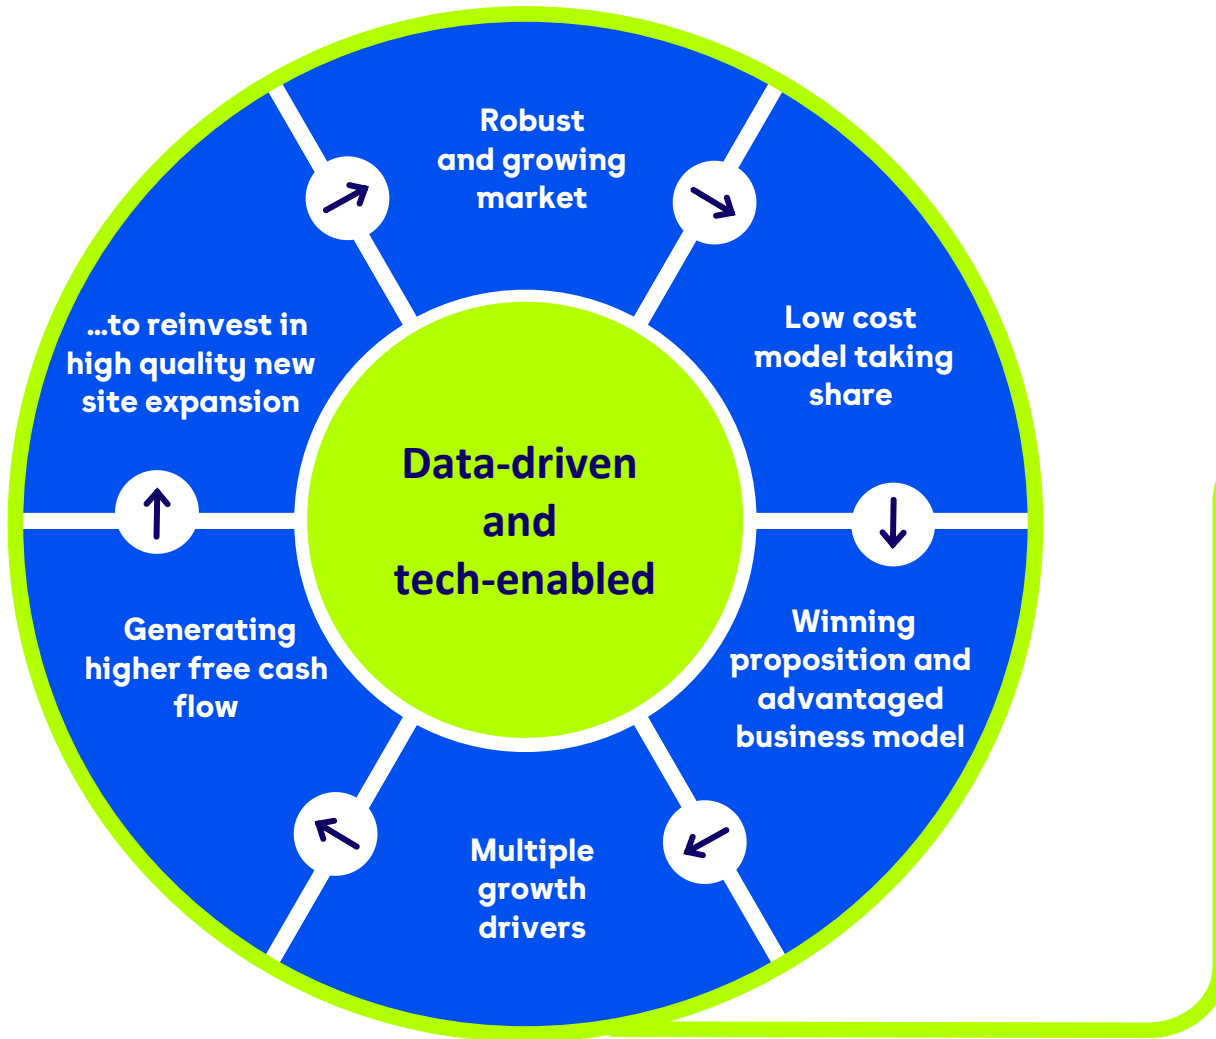 Robust
and growing
market
Low cost
model taking
share
Winning
proposition and
advantaged
business model
Multiple
growth
drivers
Generating
higher free cash
flow
...to reinvest in
high quality new
site expansion
Data-driven
and
tech-enabled